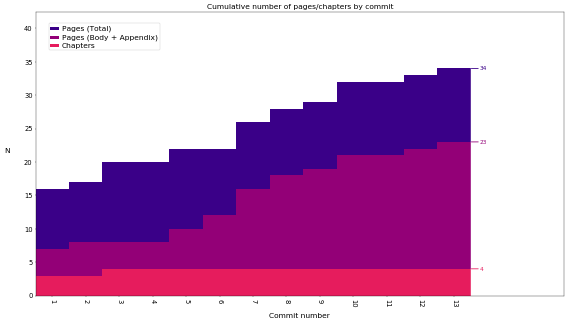 Cumulative number of pages/chapters by commit
40
35
30
25
20
15
10
5
0
N
Pages (Total)
Pages (Body + Appendix)
Chapters
34
23
4
1 2 3 4 5 6 7 8 9 10 11 12 13
Commit number